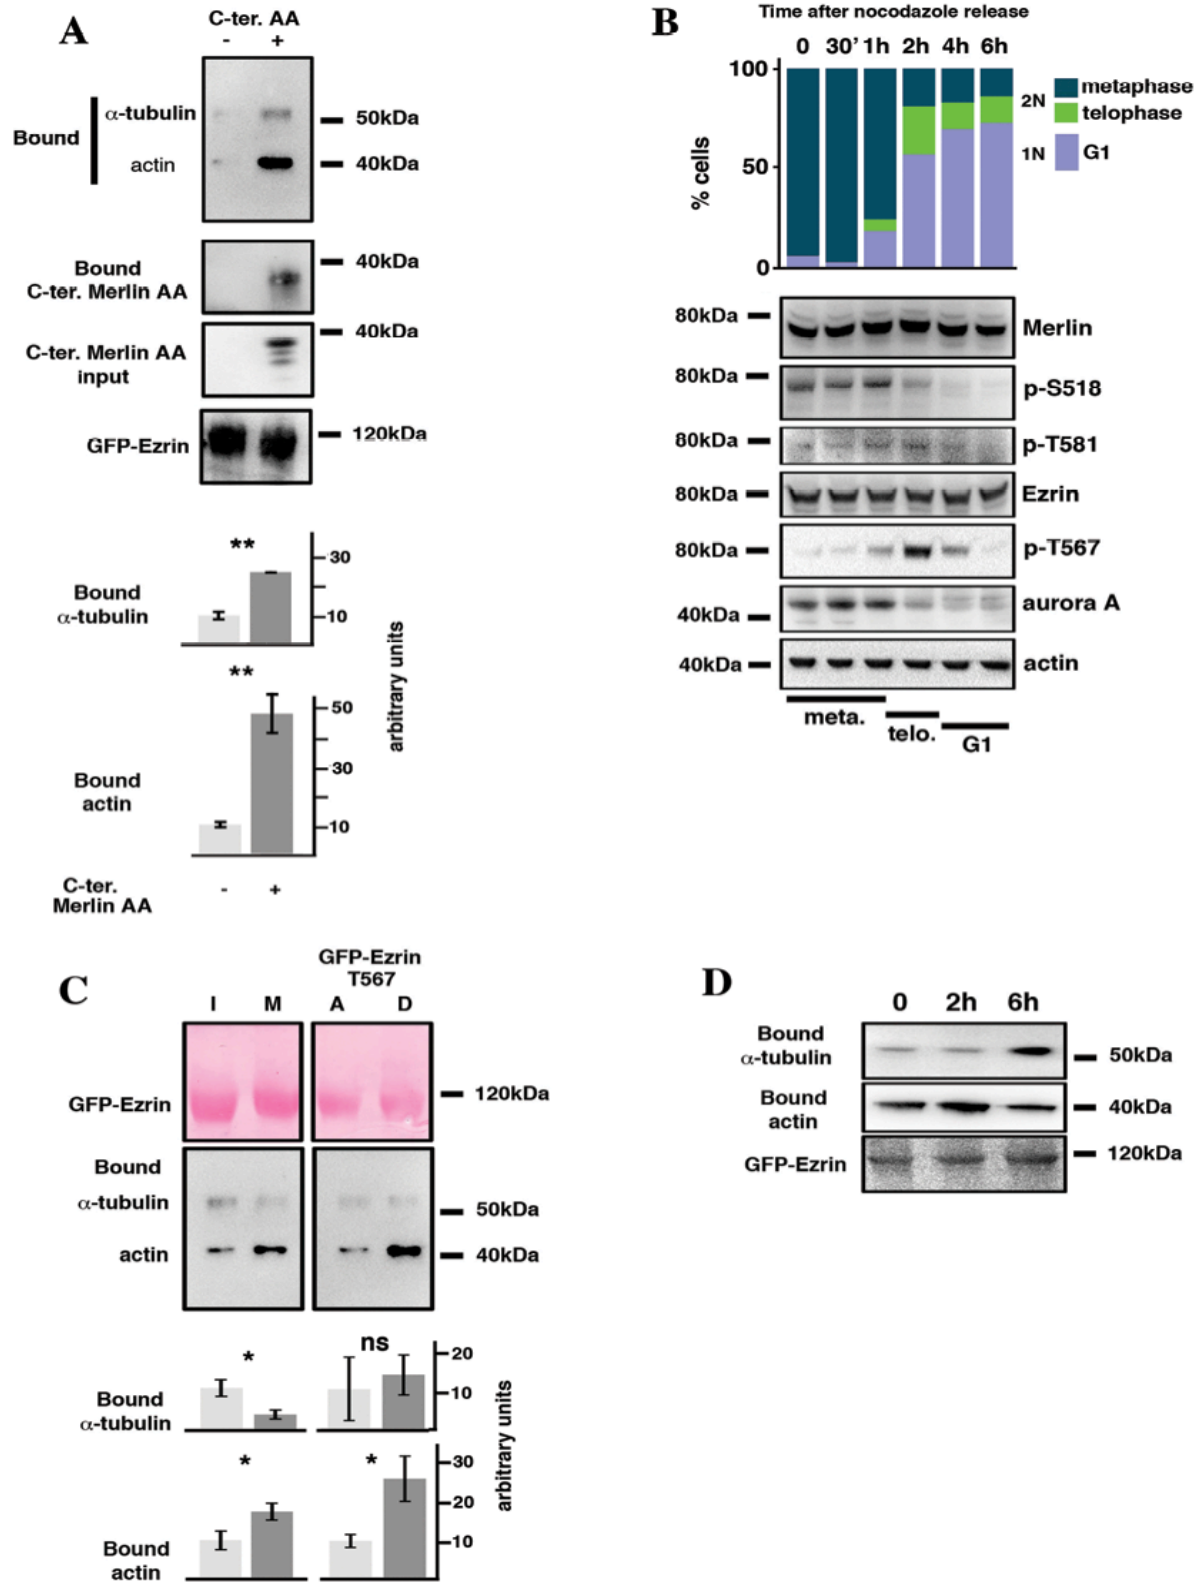 A
C-ter. AA
- +
Bound
α-tubulin
actin
50kDa
40kDa
Bound
C-ter. Merlin AA
40kDa
C-ter. Merlin AA
input
40kDa
GFP-Ezrin
120kDa
**
Bound
α-tubulin
30
10
**
Bound
actin
50
30
10
arbitrary units
C-ter.
Merlin AA
- +
B
Time after nocodazole release
0 30’ 1h 2h 4h 6h
100
50
0
% cells
2N
1N
metaphase
telophase
G1
80kDa Merlin
80kDa p-S518
80kDa p-T581
80kDa Ezrin
80kDa p-T567
40kDa aurora A
40kDa actin
meta.
telo.
G1
C
GFP-Ezrin
T567
I M A D
GFP-Ezrin
120kDa
Bound
α-tubulin
50kDa
actin
40kDa
* ns
Bound
α-tubulin
20
10
* *
Bound
actin
30
20
10
arbitrary units
D
0 2h 6h
Bound
α-tubulin
50kDa
Bound
actin
40kDa
GFP-Ezrin
120kDa